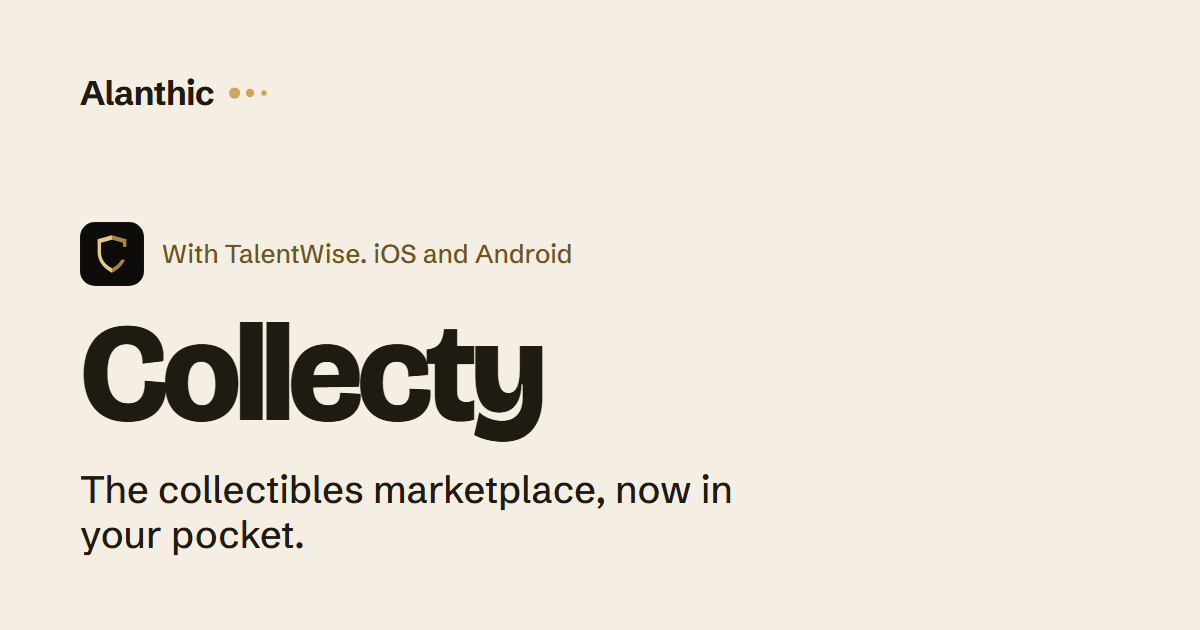 Alanthic
With TalentWise. iOS and Android
Collecty
The collectibles marketplace, now in
your pocket.